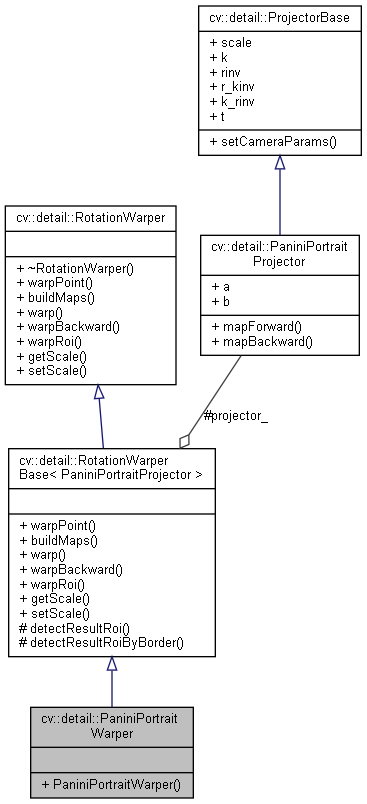 cv::detail::ProjectorBase
+ scale
+ k
+ rinv
+ r_kinv
+ k_rinv
+ t
+ setCameraParams()
cv::detail::RotationWarper
+ ~RotationWarper()
+ warpPoint()
+ buildMaps()
+ warp()
+ warpBackward()
+ warpRoi()
+ getScale()
+ setScale()
cv::detail::PaniniPortrait
Projector
+ a
+ b
+ mapForward()
+ mapBackward()
#projector_
cv::detail::RotationWarper
Base< PaniniPortraitProjector >
+ warpPoint()
+ buildMaps()
+ warp()
+ warpBackward()
+ warpRoi()
+ getScale()
+ setScale()
# detectResultRoi()
# detectResultRoiByBorder()
cv::detail::PaniniPortrait
Warper
+ PaniniPortraitWarper()